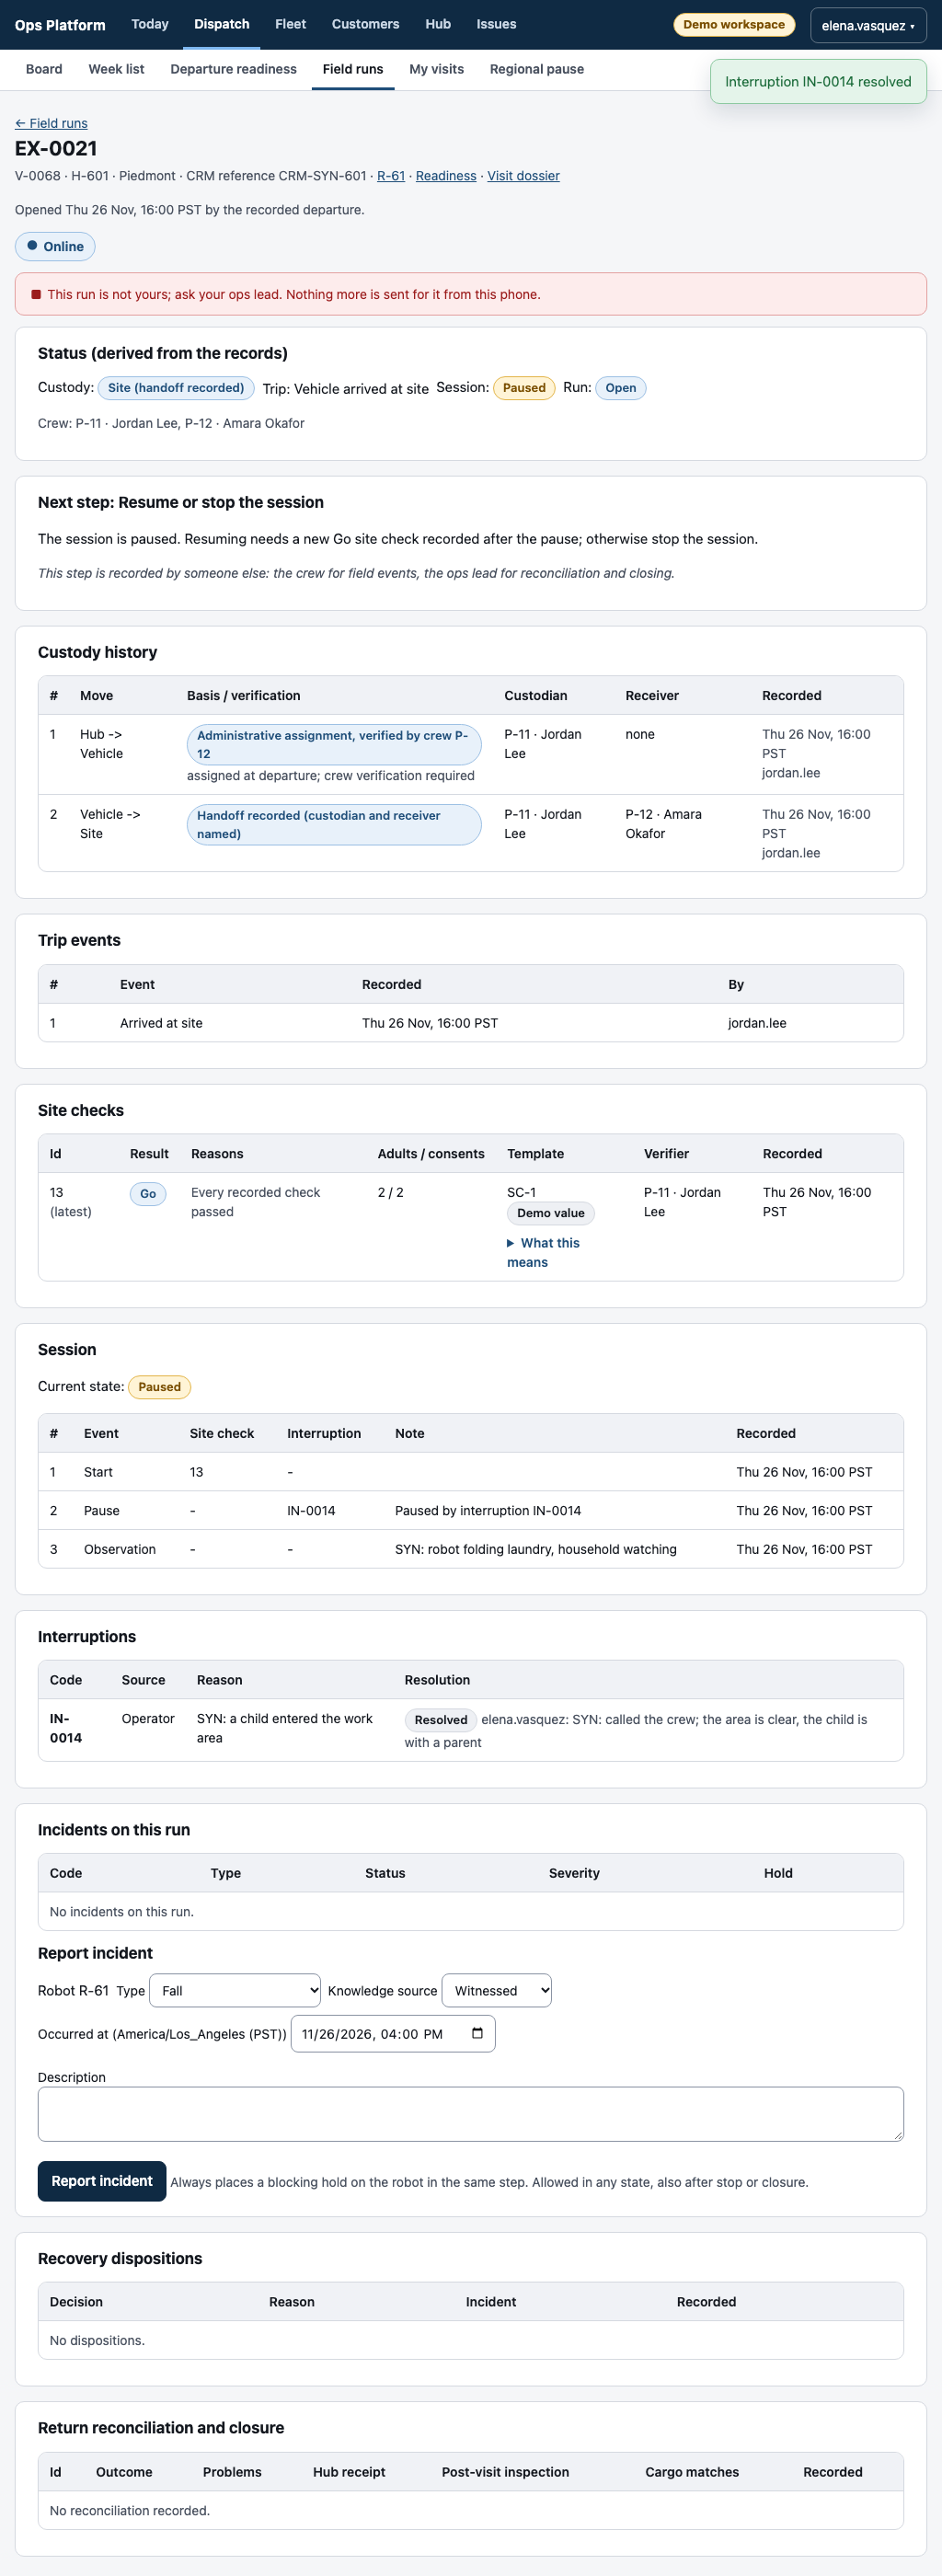 Ops Platform Today Dispatch Fleet Customers Hub Issues Demo workspace elena.vasquez ▾
Board Week list Departure readiness Field runs My visits Regional pause
Interruption IN-0014 resolved
← Field runs
EX-0021
V-0068 · H-601 · Piedmont · CRM reference CRM-SYN-601 · R-61 · Readiness · Visit dossier
Opened Thu 26 Nov, 16:00 PST by the recorded departure.
Online
This run is not yours; ask your ops lead. Nothing more is sent for it from this phone.
Status (derived from the records)
Custody: Site (handoff recorded) Trip: Vehicle arrived at site Session: Paused Run: Open
Crew: P-11 · Jordan Lee, P-12 · Amara Okafor
Next step: Resume or stop the session
The session is paused. Resuming needs a new Go site check recorded after the pause; otherwise stop the session.
This step is recorded by someone else: the crew for field events, the ops lead for reconciliation and closing.
Custody history
# Move Basis / verification Custodian Receiver Recorded
1 Hub -> Administrative assignment, verified by crew P- P-11 · Jordan none Thu 26 Nov, 16:00
Vehicle 12 Lee PST
assigned at departure; crew verification required jordan.lee
2 Vehicle -> Handoff recorded (custodian and receiver P-11 · Jordan P-12 · Amara Thu 26 Nov, 16:00
Site named) Lee Okafor PST
jordan.lee
Trip events
# Event Recorded By
1 Arrived at site Thu 26 Nov, 16:00 PST jordan.lee
Site checks
Id Result Reasons Adults / consents Template Verifier Recorded
13 Go Every recorded check 2 / 2 SC-1 P-11 · Jordan Thu 26 Nov, 16:00
(latest) passed Demo value Lee PST
▶ What this
means
Session
Current state: Paused
# Event Site check Interruption Note Recorded
1 Start 13 - Thu 26 Nov, 16:00 PST
2 Pause - IN-0014 Paused by interruption IN-0014 Thu 26 Nov, 16:00 PST
3 Observation - - SYN: robot folding laundry, household watching Thu 26 Nov, 16:00 PST
Interruptions
Code Source Reason Resolution
IN- Operator SYN: a child entered the work Resolved elena.vasquez: SYN: called the crew; the area is clear, the child is
0014 area with a parent
Incidents on this run
Code Type Status Severity Hold
No incidents on this run.
Report incident
Robot R-61 Type Fall Knowledge source Witnessed
Occurred at (America/Los_Angeles (PST)) 11/26/2026, 04:00 PM
Description
Report incident Always places a blocking hold on the robot in the same step. Allowed in any state, also after stop or closure.
Recovery dispositions
Decision Reason Incident Recorded
No dispositions.
Return reconciliation and closure
Id Outcome Problems Hub receipt Post-visit inspection Cargo matches Recorded
No reconciliation recorded.